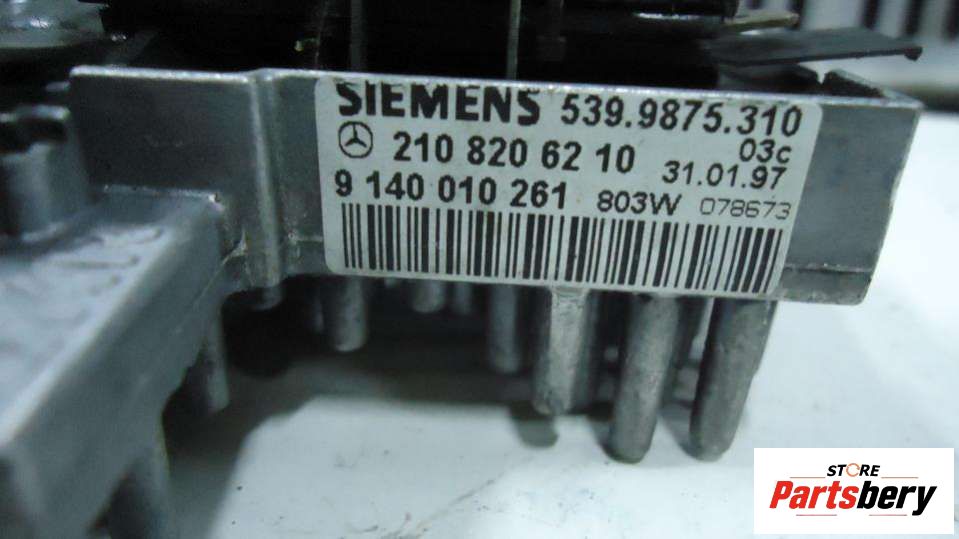 SIEMENS 539.9875.310
03c
210 820 62 10 31.01.97
9 140 010 261 803W 078673
STORE
Partsbery